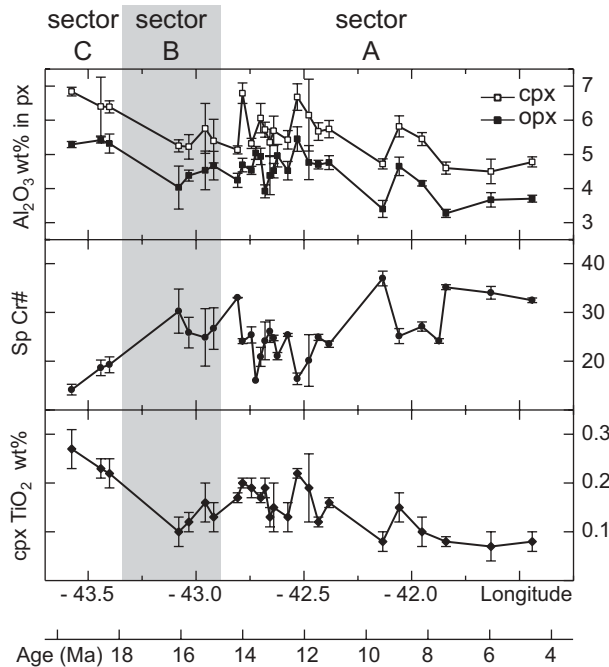 sector sector sector
C B A
Al₂O₃ wt% in px
7
6
5
4
3
cpx
opx
Sp Cr#
40
30
20
cpx TiO₂ wt%
0.3
0.2
0.1
- 43.5 - 43.0 - 42.5 - 42.0 Longitude
Age (Ma) 18 16 14 12 10 8 6 4